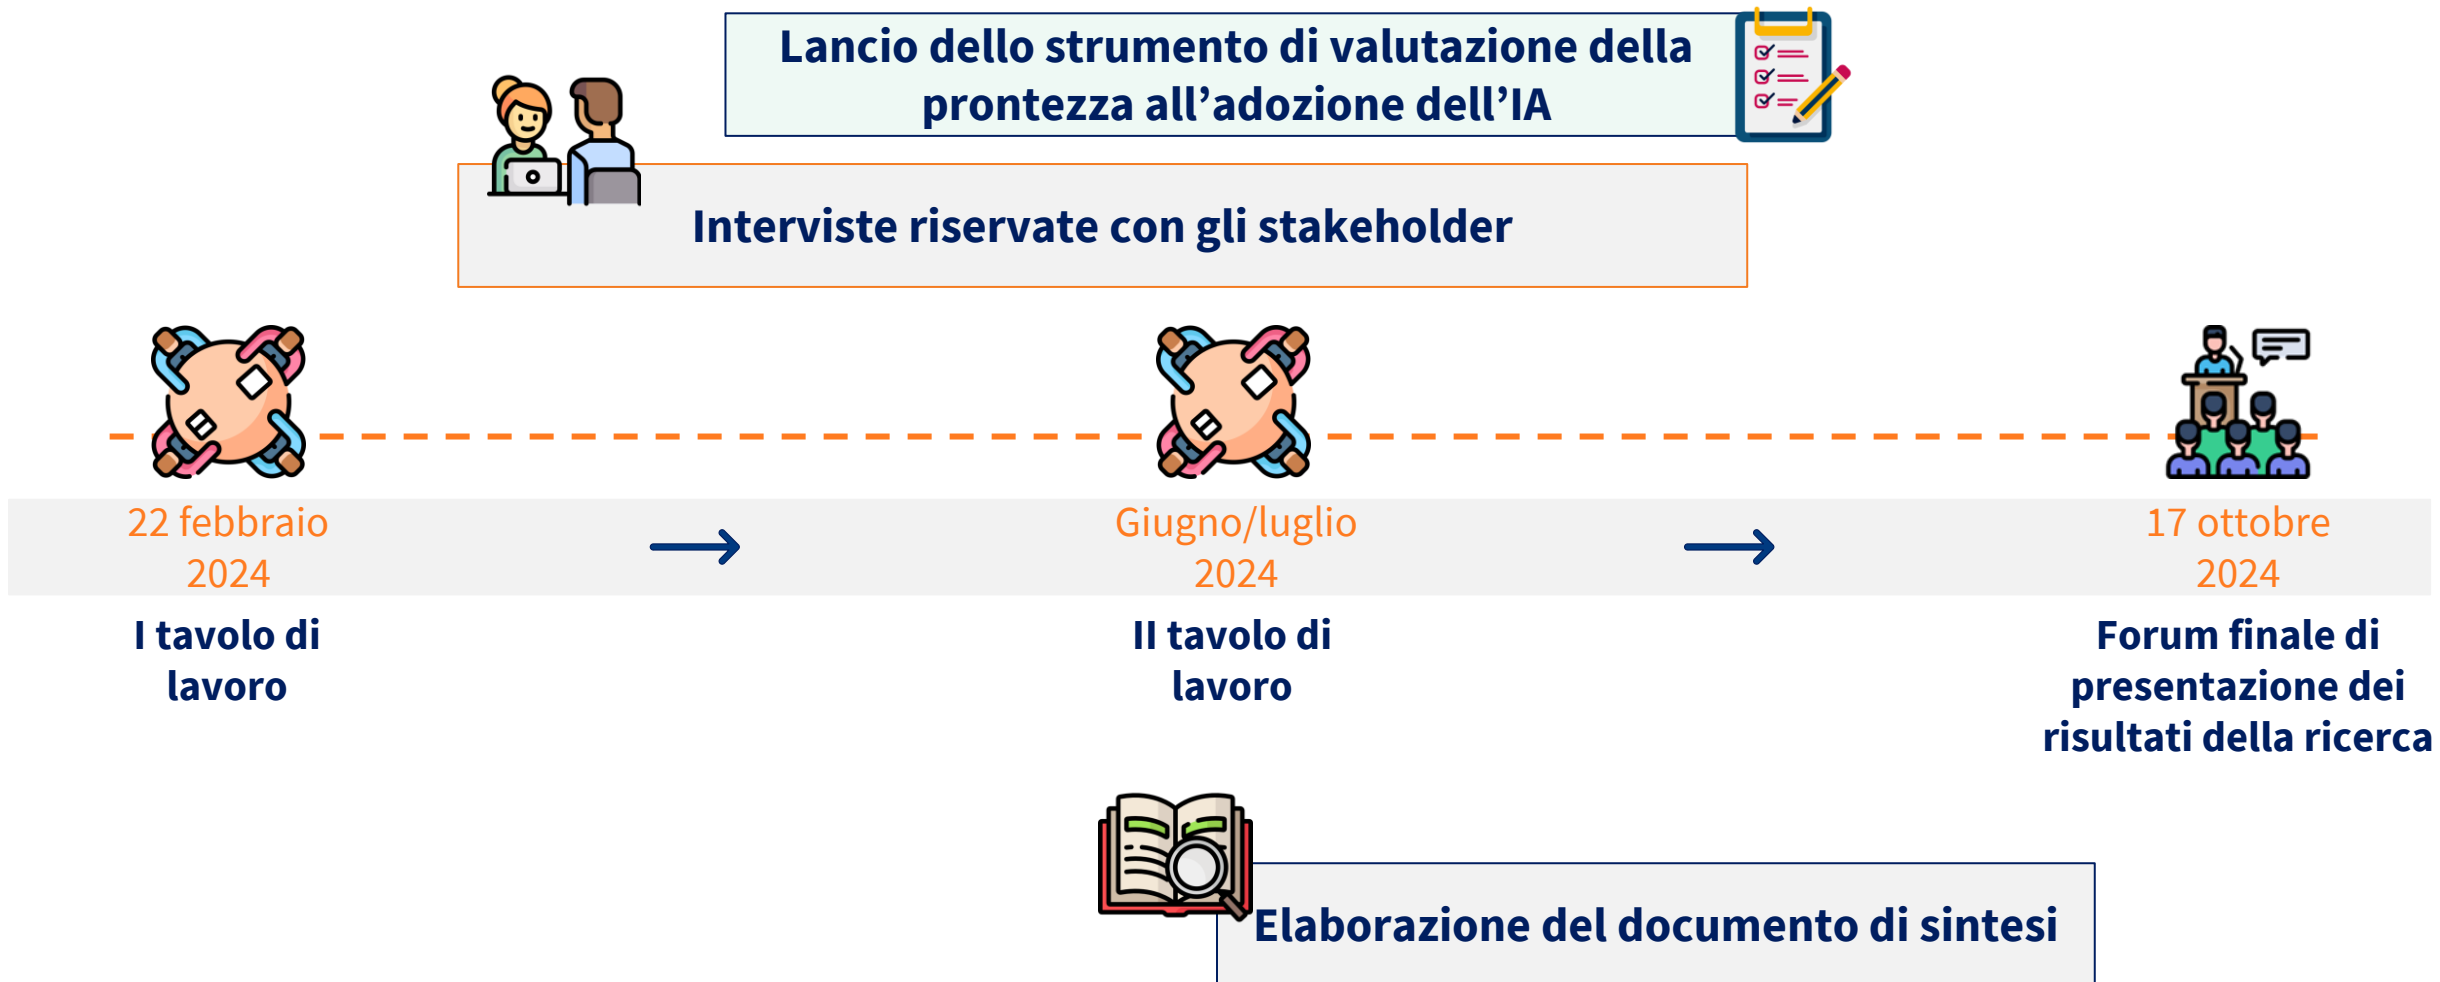 Lancio dello strumento di valutazione della
prontezza all’adozione dell’IA
Interviste riservate con gli stakeholder
22 febbraio
2024
Giugno/luglio
2024
17 ottobre
2024
I tavolo di
lavoro
II tavolo di
lavoro
Forum finale di
presentazione dei
risultati della ricerca
Elaborazione del documento di sintesi